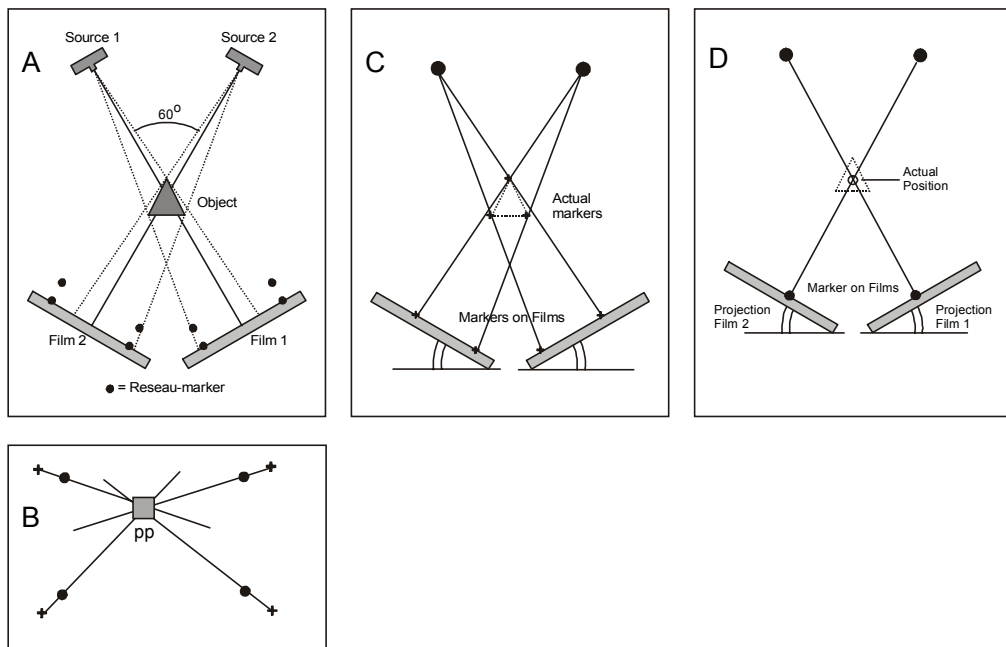 A
Source 1
Source 2
60°
Object
Film 2
Film 1
= Reseau-marker
C
Actual
markers
Markers on Films
D
Actual
Position
Marker on Films
Projection
Film 2
Projection
Film 1
B
pp